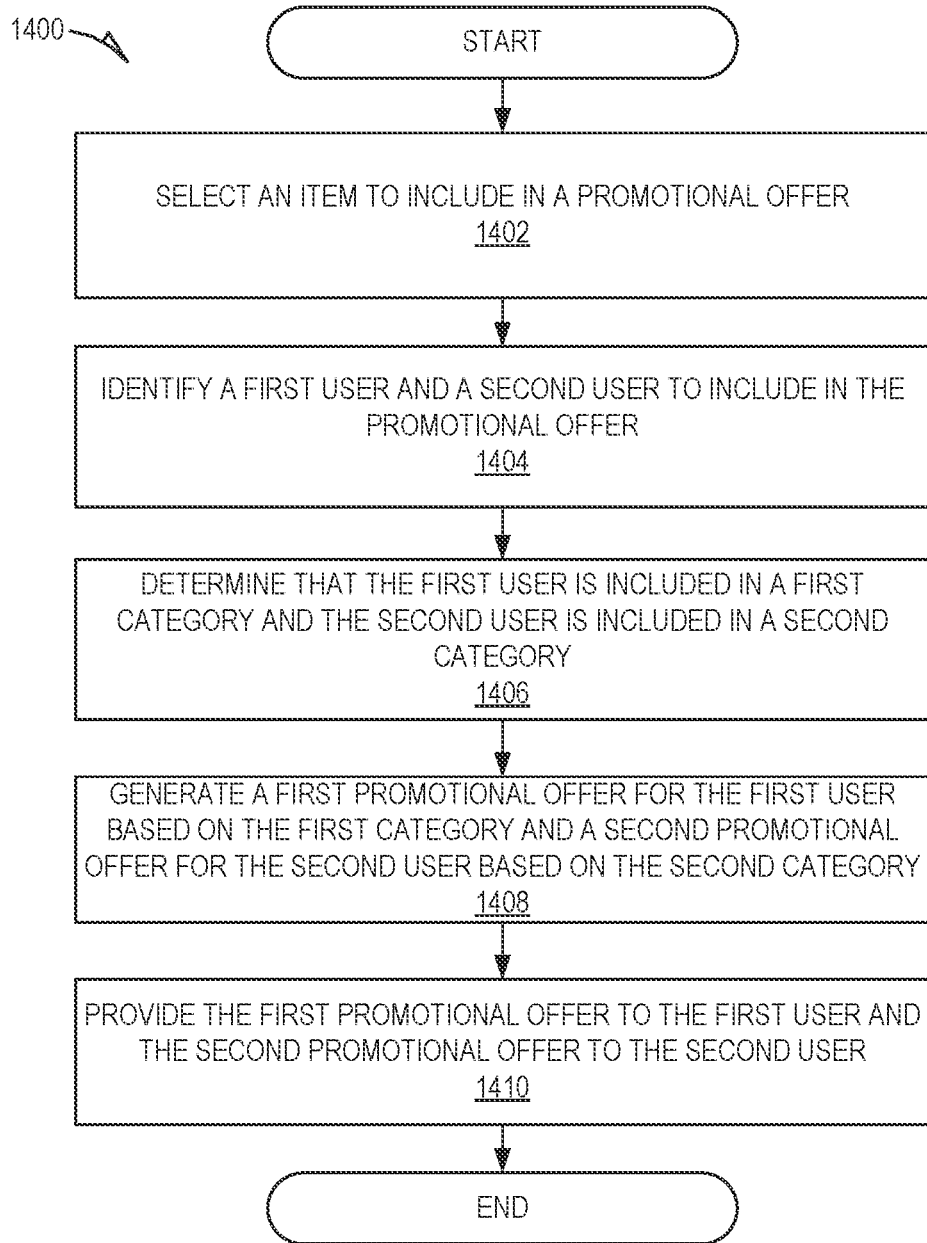 1400
START
SELECT AN ITEM TO INCLUDE IN A PROMOTIONAL OFFER
1402
IDENTIFY A FIRST USER AND A SECOND USER TO INCLUDE IN THE
PROMOTIONAL OFFER
1404
DETERMINE THAT THE FIRST USER IS INCLUDED IN A FIRST
CATEGORY AND THE SECOND USER IS INCLUDED IN A SECOND
CATEGORY
1406
GENERATE A FIRST PROMOTIONAL OFFER FOR THE FIRST USER
BASED ON THE FIRST CATEGORY AND A SECOND PROMOTIONAL
OFFER FOR THE SECOND USER BASED ON THE SECOND CATEGORY
1408
PROVIDE THE FIRST PROMOTIONAL OFFER TO THE FIRST USER AND
THE SECOND PROMOTIONAL OFFER TO THE SECOND USER
1410
END